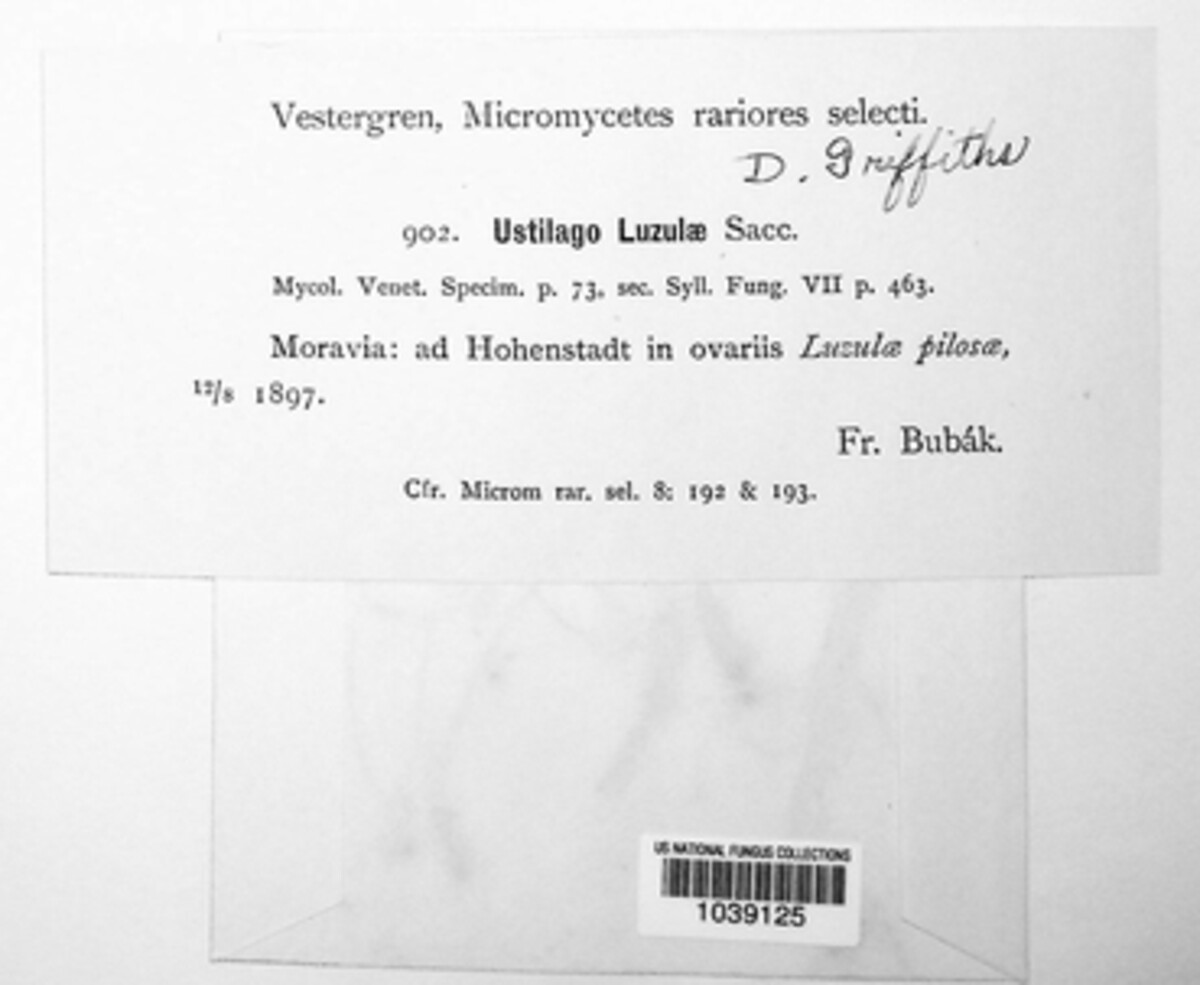 Vestergren, Micromycetes rariores selecti.
D. Griffiths
902. Ustilago Luzulæ Sacc.
Mycol. Venet. Specim. p. 73, sec. Syll. Fung. VII p. 463.
Moravia: ad Hohenstadt in ovariis Luzulæ pilosæ,
12/8 1897.
Fr. Bubák.
Cfr. Microm rar. sel. 8: 192 & 193.
US NATIONAL FUNGUS COLLECTIONS
1039125